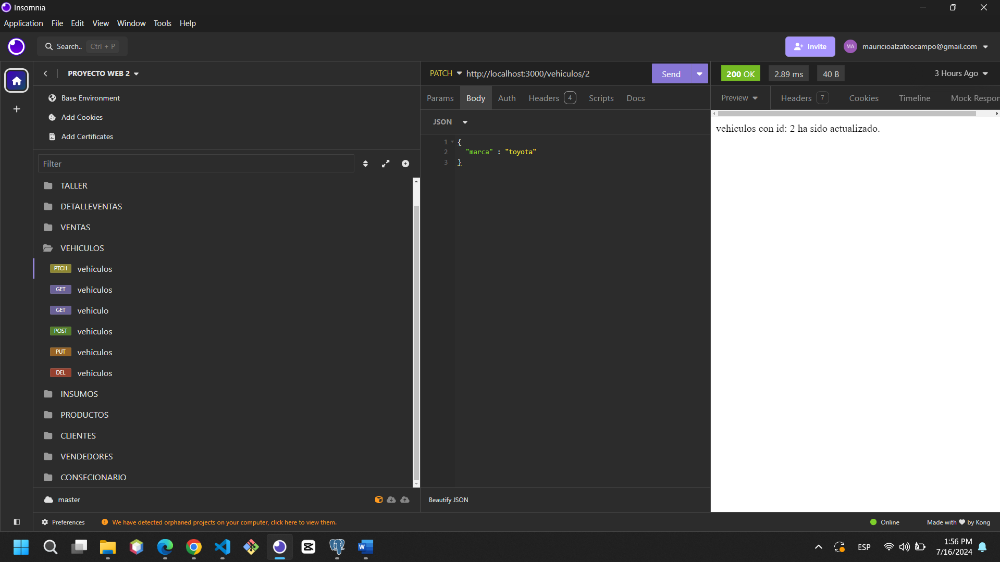 Insomnia
Application File Edit View Window Tools Help
Search.. Ctrl + P
Invite MA mauricioalzateocampo@gmail.com
PROYECTO WEB 2
Base Environment
Add Cookies
Add Certificates
Filter
TALLER
DETALLEVENTAS
VENTAS
VEHICULOS
PTCH vehiculos
GET vehiculos
GET vehiculo
POST vehiculos
PUT vehiculos
DEL vehiculos
INSUMOS
PRODUCTOS
CLIENTES
VENDEDORES
CONSECIONARIO
master
PATCH http://localhost:3000/vehiculos/2 Send
Params Body Auth Headers 4 Scripts Docs
JSON
1 {
2 "marca" : "toyota"
3 }
Beautify JSON
200 OK 2.89 ms 40 B 3 Hours Ago
Preview Headers 7 Cookies Timeline Mock Respor
vehiculos con id: 2 ha sido actualizado.
Preferences We have detected orphaned projects on your computer, click here to view them. Online Made with ❤ by Kong
ESP 1:56 PM
7/16/2024